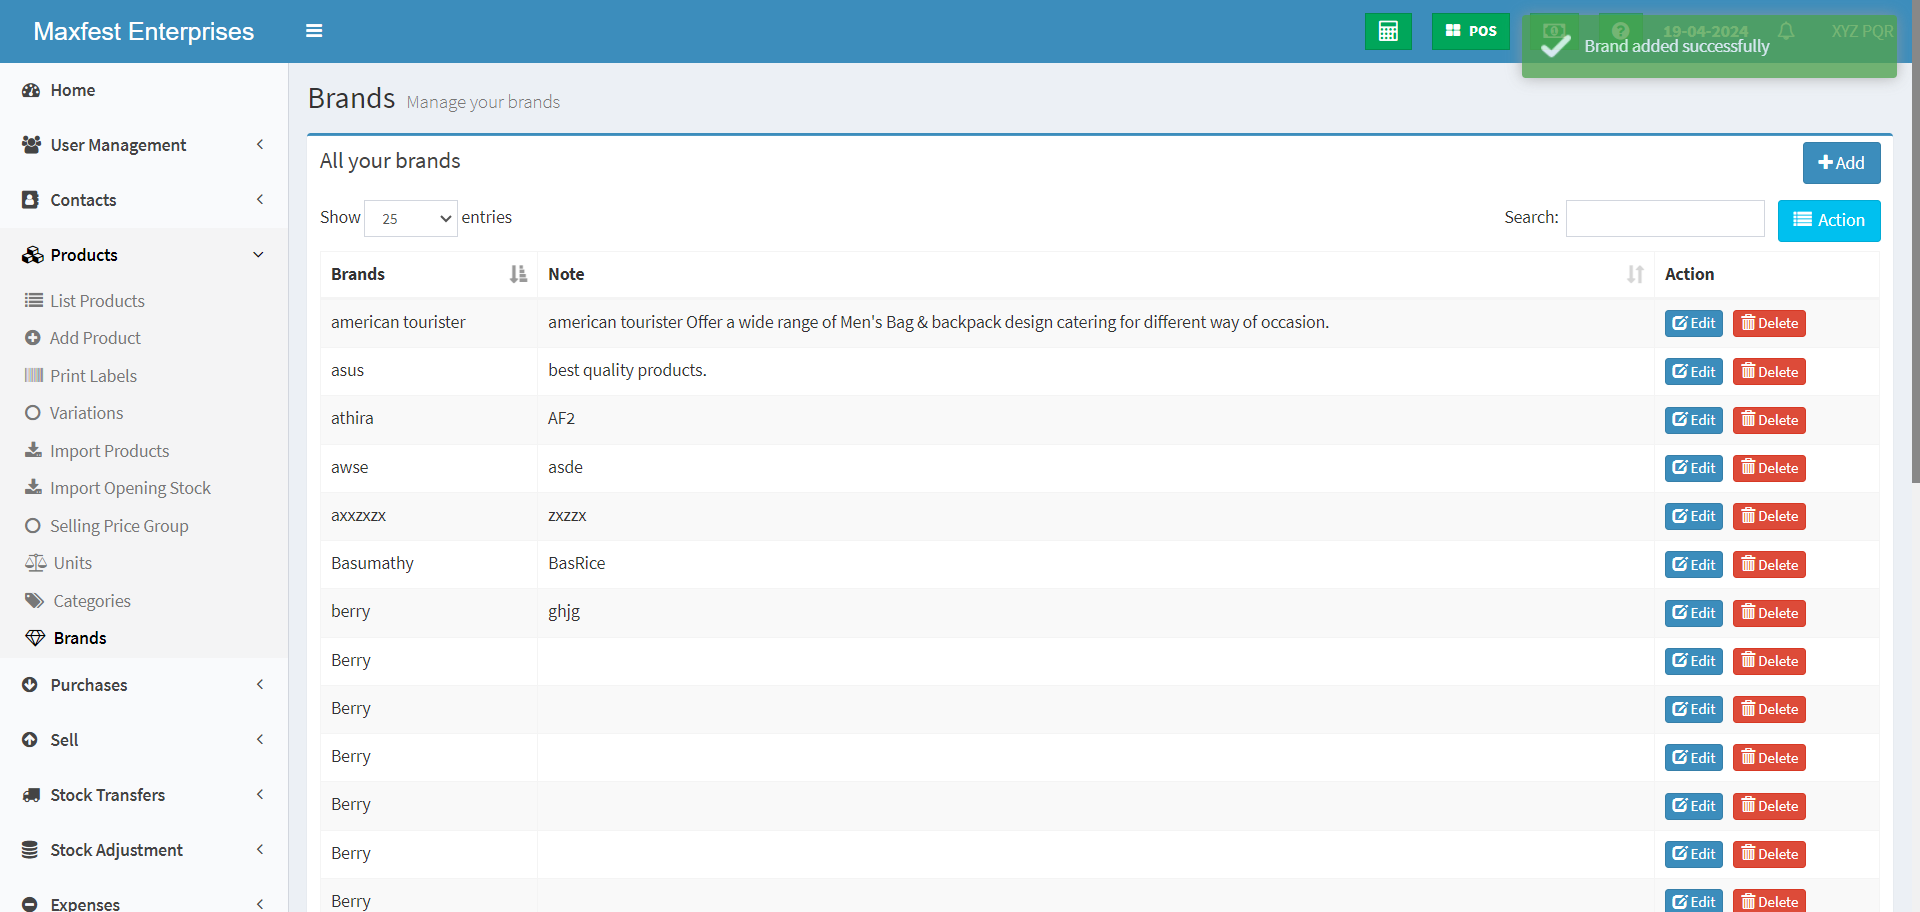 Maxfest Enterprises
POS
19-04-2024
XYZ PQR
Brand added successfully
Home
User Management
Contacts
Products
List Products
Add Product
Print Labels
Variations
Import Products
Import Opening Stock
Selling Price Group
Units
Categories
Brands
Purchases
Sell
Stock Transfers
Stock Adjustment
Expenses
Brands Manage your brands
All your brands
Add
Show 25 entries
Search:
Action
Brands Note Action
american tourister american tourister Offer a wide range of Men's Bag & backpack design catering for different way of occasion. Edit Delete
asus best quality products. Edit Delete
athira AF2 Edit Delete
awse asde Edit Delete
axxzxzx zxzzx Edit Delete
Basumathy BasRice Edit Delete
berry ghjg Edit Delete
Berry Edit Delete
Berry Edit Delete
Berry Edit Delete
Berry Edit Delete
Berry Edit Delete
Berry Edit Delete